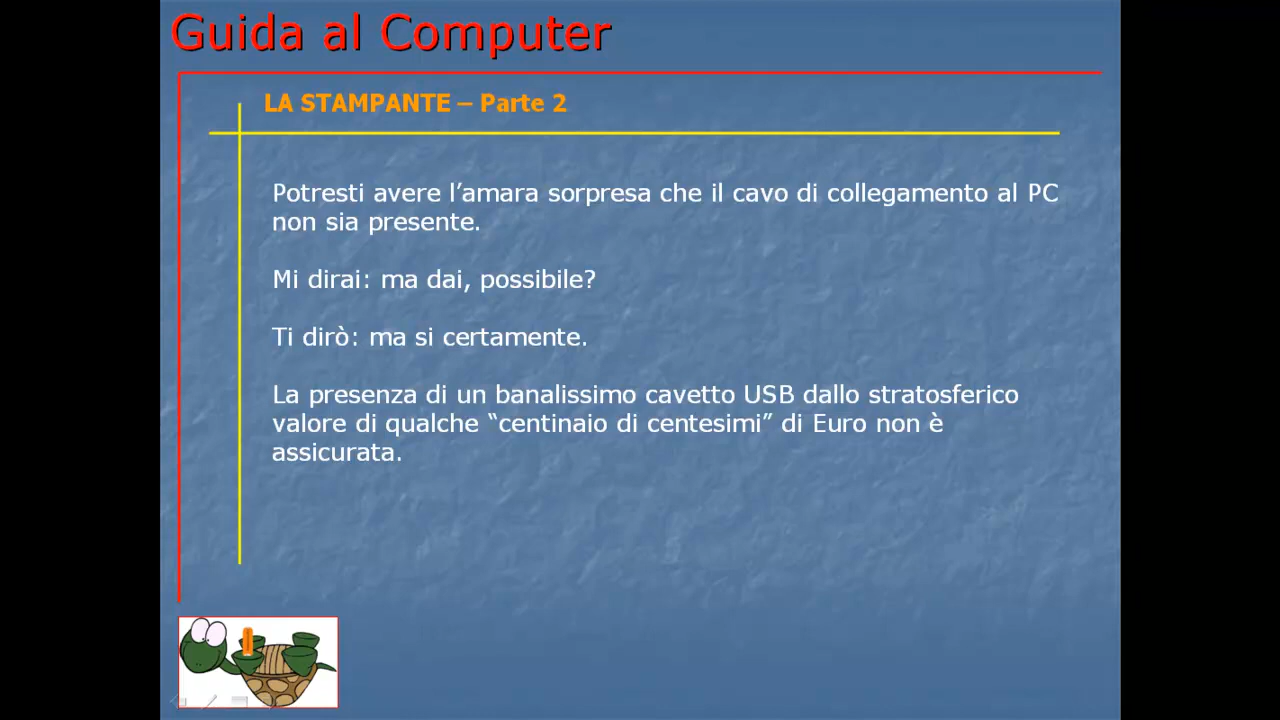 Guida al Computer
LA STAMPANTE – Parte 2
Potresti avere l’amara sorpresa che il cavo di collegamento al PC
non sia presente.
Mi dirai: ma dai, possibile?
Ti dirò: ma si certamente.
La presenza di un banalissimo cavetto USB dallo stratosferico
valore di qualche “centinaio di centesimi” di Euro non è
assicurata.